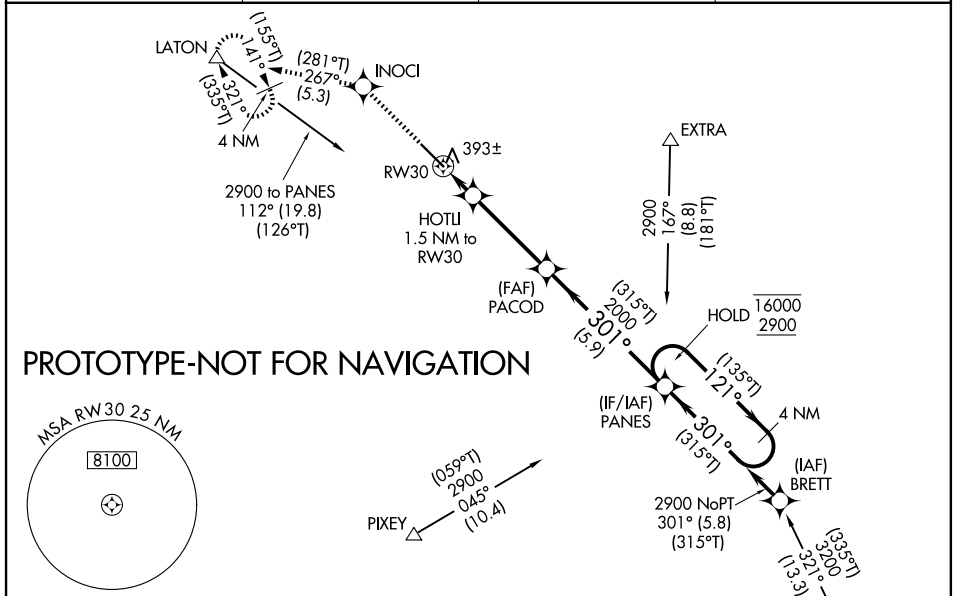 LATON
(155°T)
141°
321°
(335°T)
4 NM
(281°T)
267°
(5.3)
INOCI
2900 to PANES
112° (19.8)
(126°T)
RW30
393±
HOTLI
1.5 NM to
RW30
EXTRA
2900
167°
(8.8)
(181°T)
(FAF)
PACOD
(315°T)
2000
301°
(5.9)
HOLD
16000
2900
(135°T)
121°
4 NM
(IF/IAF)
PANES
301°
(315°T)
(IAF)
BRETT
2900 NoPT
301° (5.8)
(315°T)
(335°T)
3200
321°
(13.3)
PROTOTYPE-NOT FOR NAVIGATION
MSA RW30 25 NM
8100
(059°T)
2900
045°
(10.4)
PIXEY